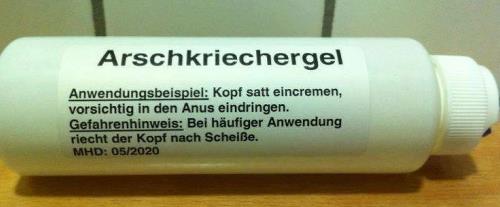 Arschkriechergel
Anwendungsbeispiel: Kopf satt eincremen,
vorsichtig in den Anus eindringen.
Gefahrenhinweis: Bei häufiger Anwendung
riecht der Kopf nach Scheiße.
MHD: 05/2020